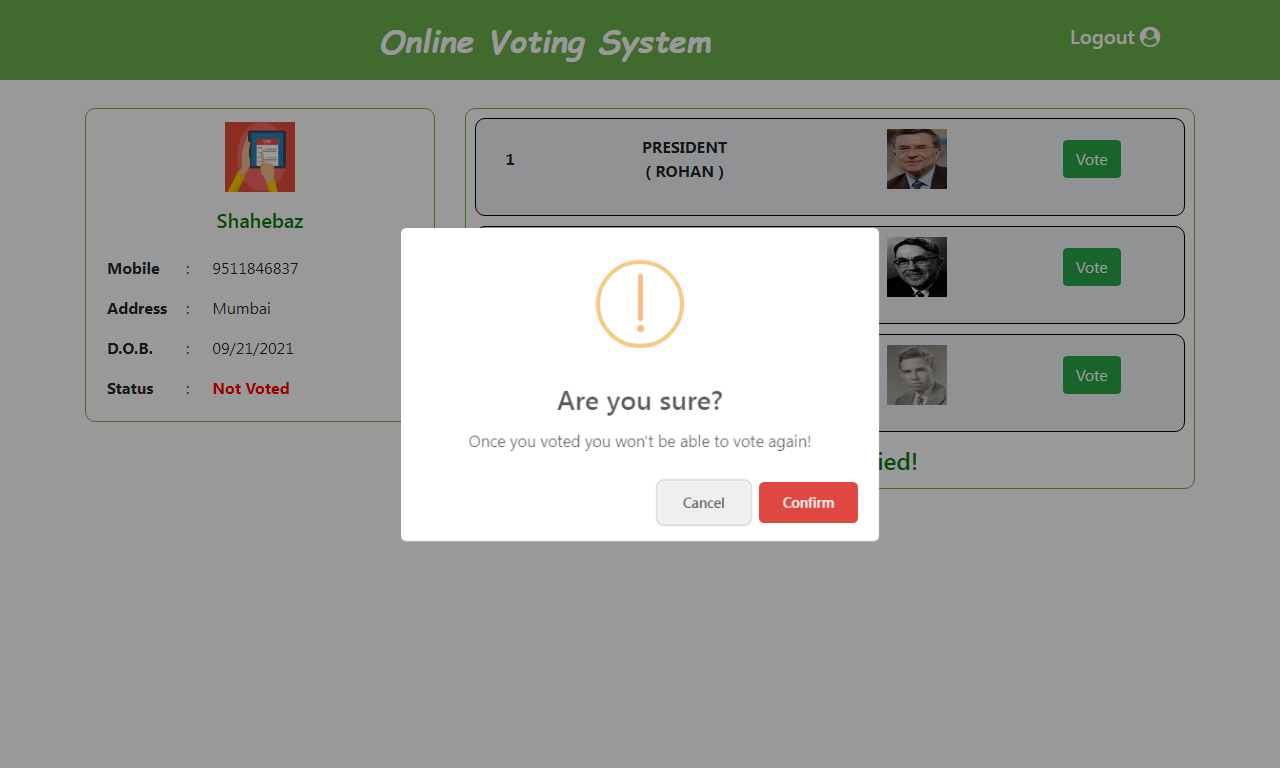 Online Voting System
Logout
Shahebaz
Mobile : 9511846837
Address : Mumbai
D.O.B. : 09/21/2021
Status : Not Voted
1
PRESIDENT
( ROHAN )
Vote
Vote
Vote
ied!
Are you sure?
Once you voted you won't be able to vote again!
Cancel
Confirm